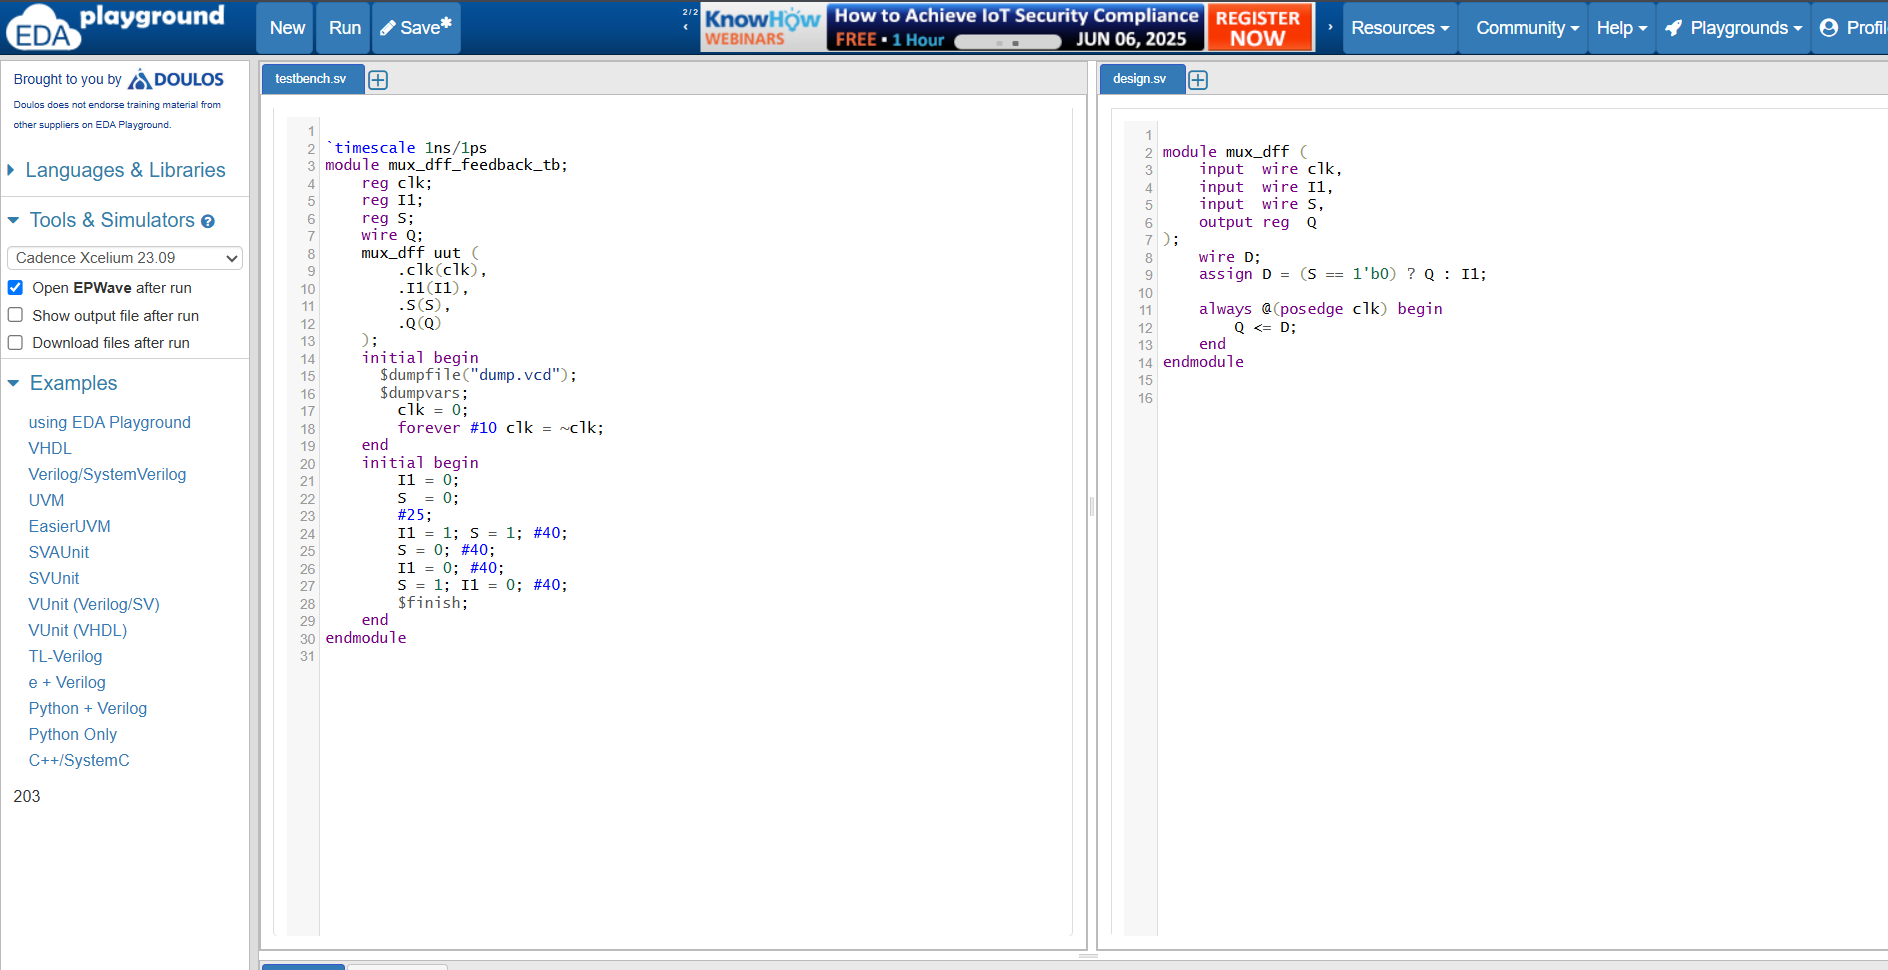 EDA playground
New
Run
Save*
2/2
‹
KNOWHOW WEBINARS
How to Achieve IoT Security Compliance
FREE • 1 Hour
JUN 06, 2025
REGISTER NOW
›
Resources
Community
Help
Playgrounds
Profil
Brought to you by DOULOS
Doulos does not endorse training material from
other suppliers on EDA Playground.
Languages & Libraries
Tools & Simulators
Cadence Xcelium 23.09
Open EPWave after run
Show output file after run
Download files after run
Examples
using EDA Playground
VHDL
Verilog/SystemVerilog
UVM
EasierUVM
SVAUnit
SVUnit
VUnit (Verilog/SV)
VUnit (VHDL)
TL-Verilog
e + Verilog
Python + Verilog
Python Only
C++/SystemC
203
testbench.sv
1
2 `timescale 1ns/1ps
3 module mux_dff_feedback_tb;
4     reg clk;
5     reg I1;
6     reg S;
7     wire Q;
8     mux_dff uut (
9         .clk(clk),
10         .I1(I1),
11         .S(S),
12         .Q(Q)
13     );
14     initial begin
15       $dumpfile("dump.vcd");
16       $dumpvars;
17         clk = 0;
18         forever #10 clk = ~clk;
19     end
20     initial begin
21         I1 = 0;
22         S  = 0;
23         #25;
24         I1 = 1; S = 1; #40;
25         S = 0; #40;
26         I1 = 0; #40;
27         S = 1; I1 = 0; #40;
28         $finish;
29     end
30 endmodule
31
design.sv
1
2 module mux_dff (
3     input  wire clk,
4     input  wire I1,
5     input  wire S,
6     output reg  Q
7 );
8     wire D;
9     assign D = (S == 1'b0) ? Q : I1;
10
11     always @(posedge clk) begin
12         Q <= D;
13     end
14 endmodule
15
16